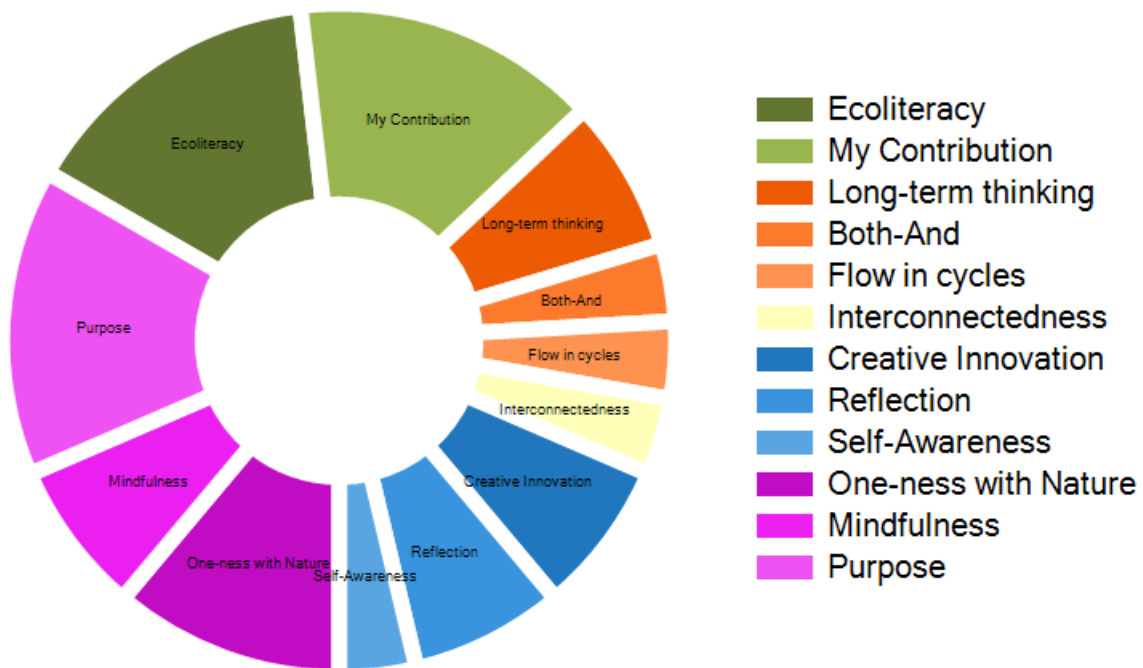 My Contribution
Ecoliteracy
Long-term thinking
Both-And
Purpose
Flow in cycles
Interconnectedness
Mindfulness
Creative Innovation
Reflection
One-ness with Nature
Self-Awareness
Ecoliteracy
My Contribution
Long-term thinking
Both-And
Flow in cycles
Interconnectedness
Creative Innovation
Reflection
Self-Awareness
One-ness with Nature
Mindfulness
Purpose